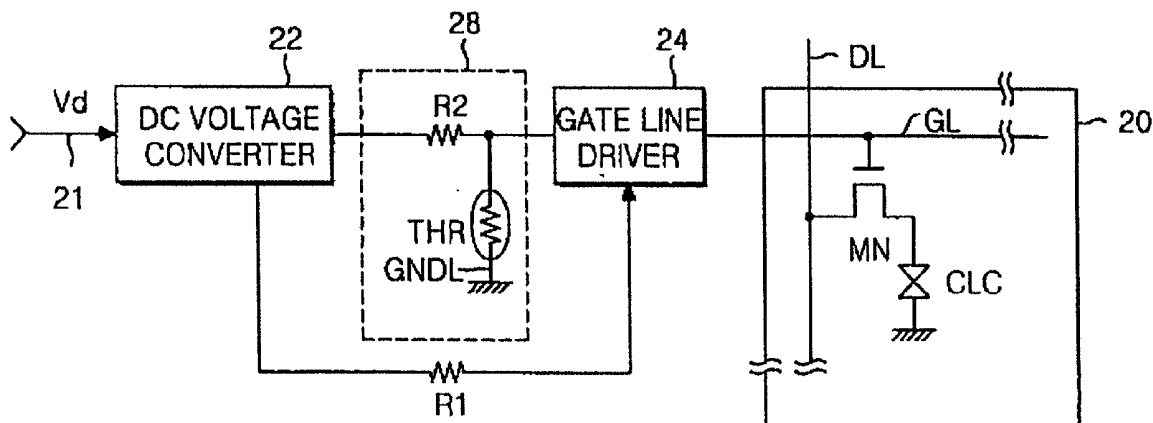 22
28
24
DL
Vd
DC VOLTAGE
CONVERTER
R2
GATE LINE
DRIVER
GL
20
21
THR
GNDL
MN
CLC
R1